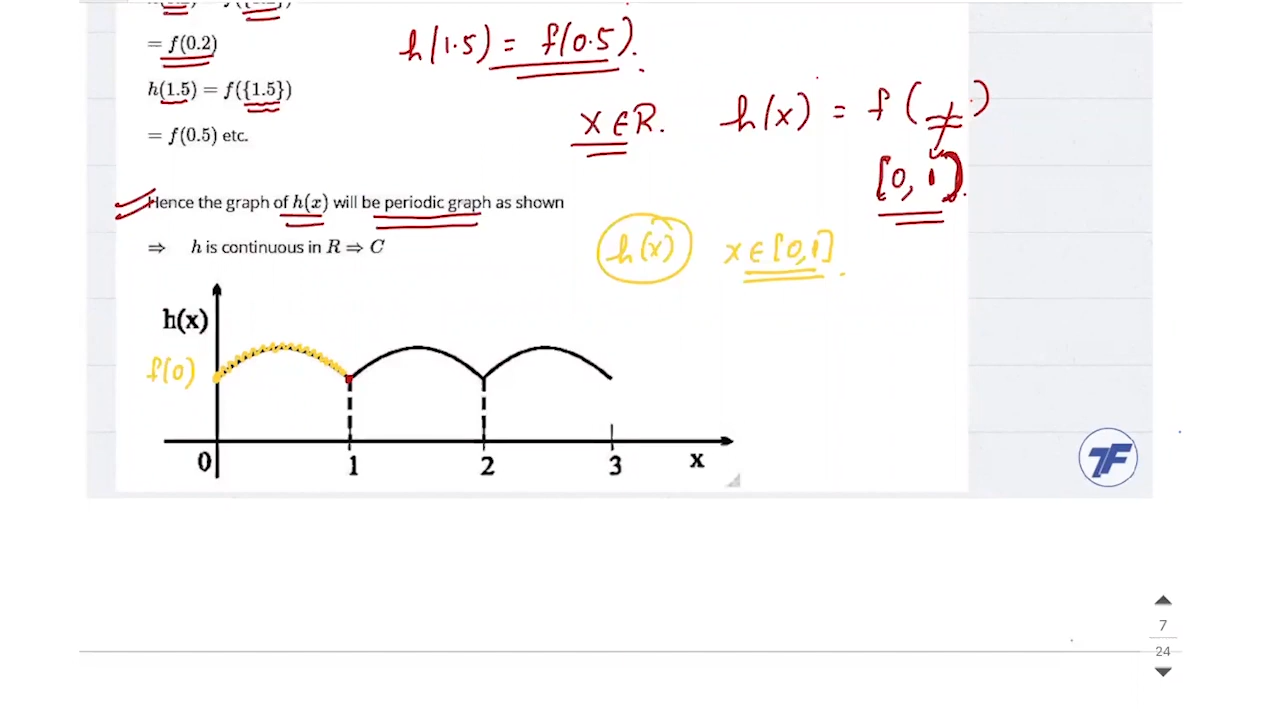 = f(0.2)
h(1.5) = f(0.5).
h(1.5) = f({1.5})
x ∈ R. h(x) = f (
= f(0.5) etc.
[0, 1).
Hence the graph of h(x) will be periodic graph as shown
⇒ h is continuous in R ⇒ C
h(x) x ∈ [0,1].
h(x)
f(0)
0 1 2 3 x
7F
7
24